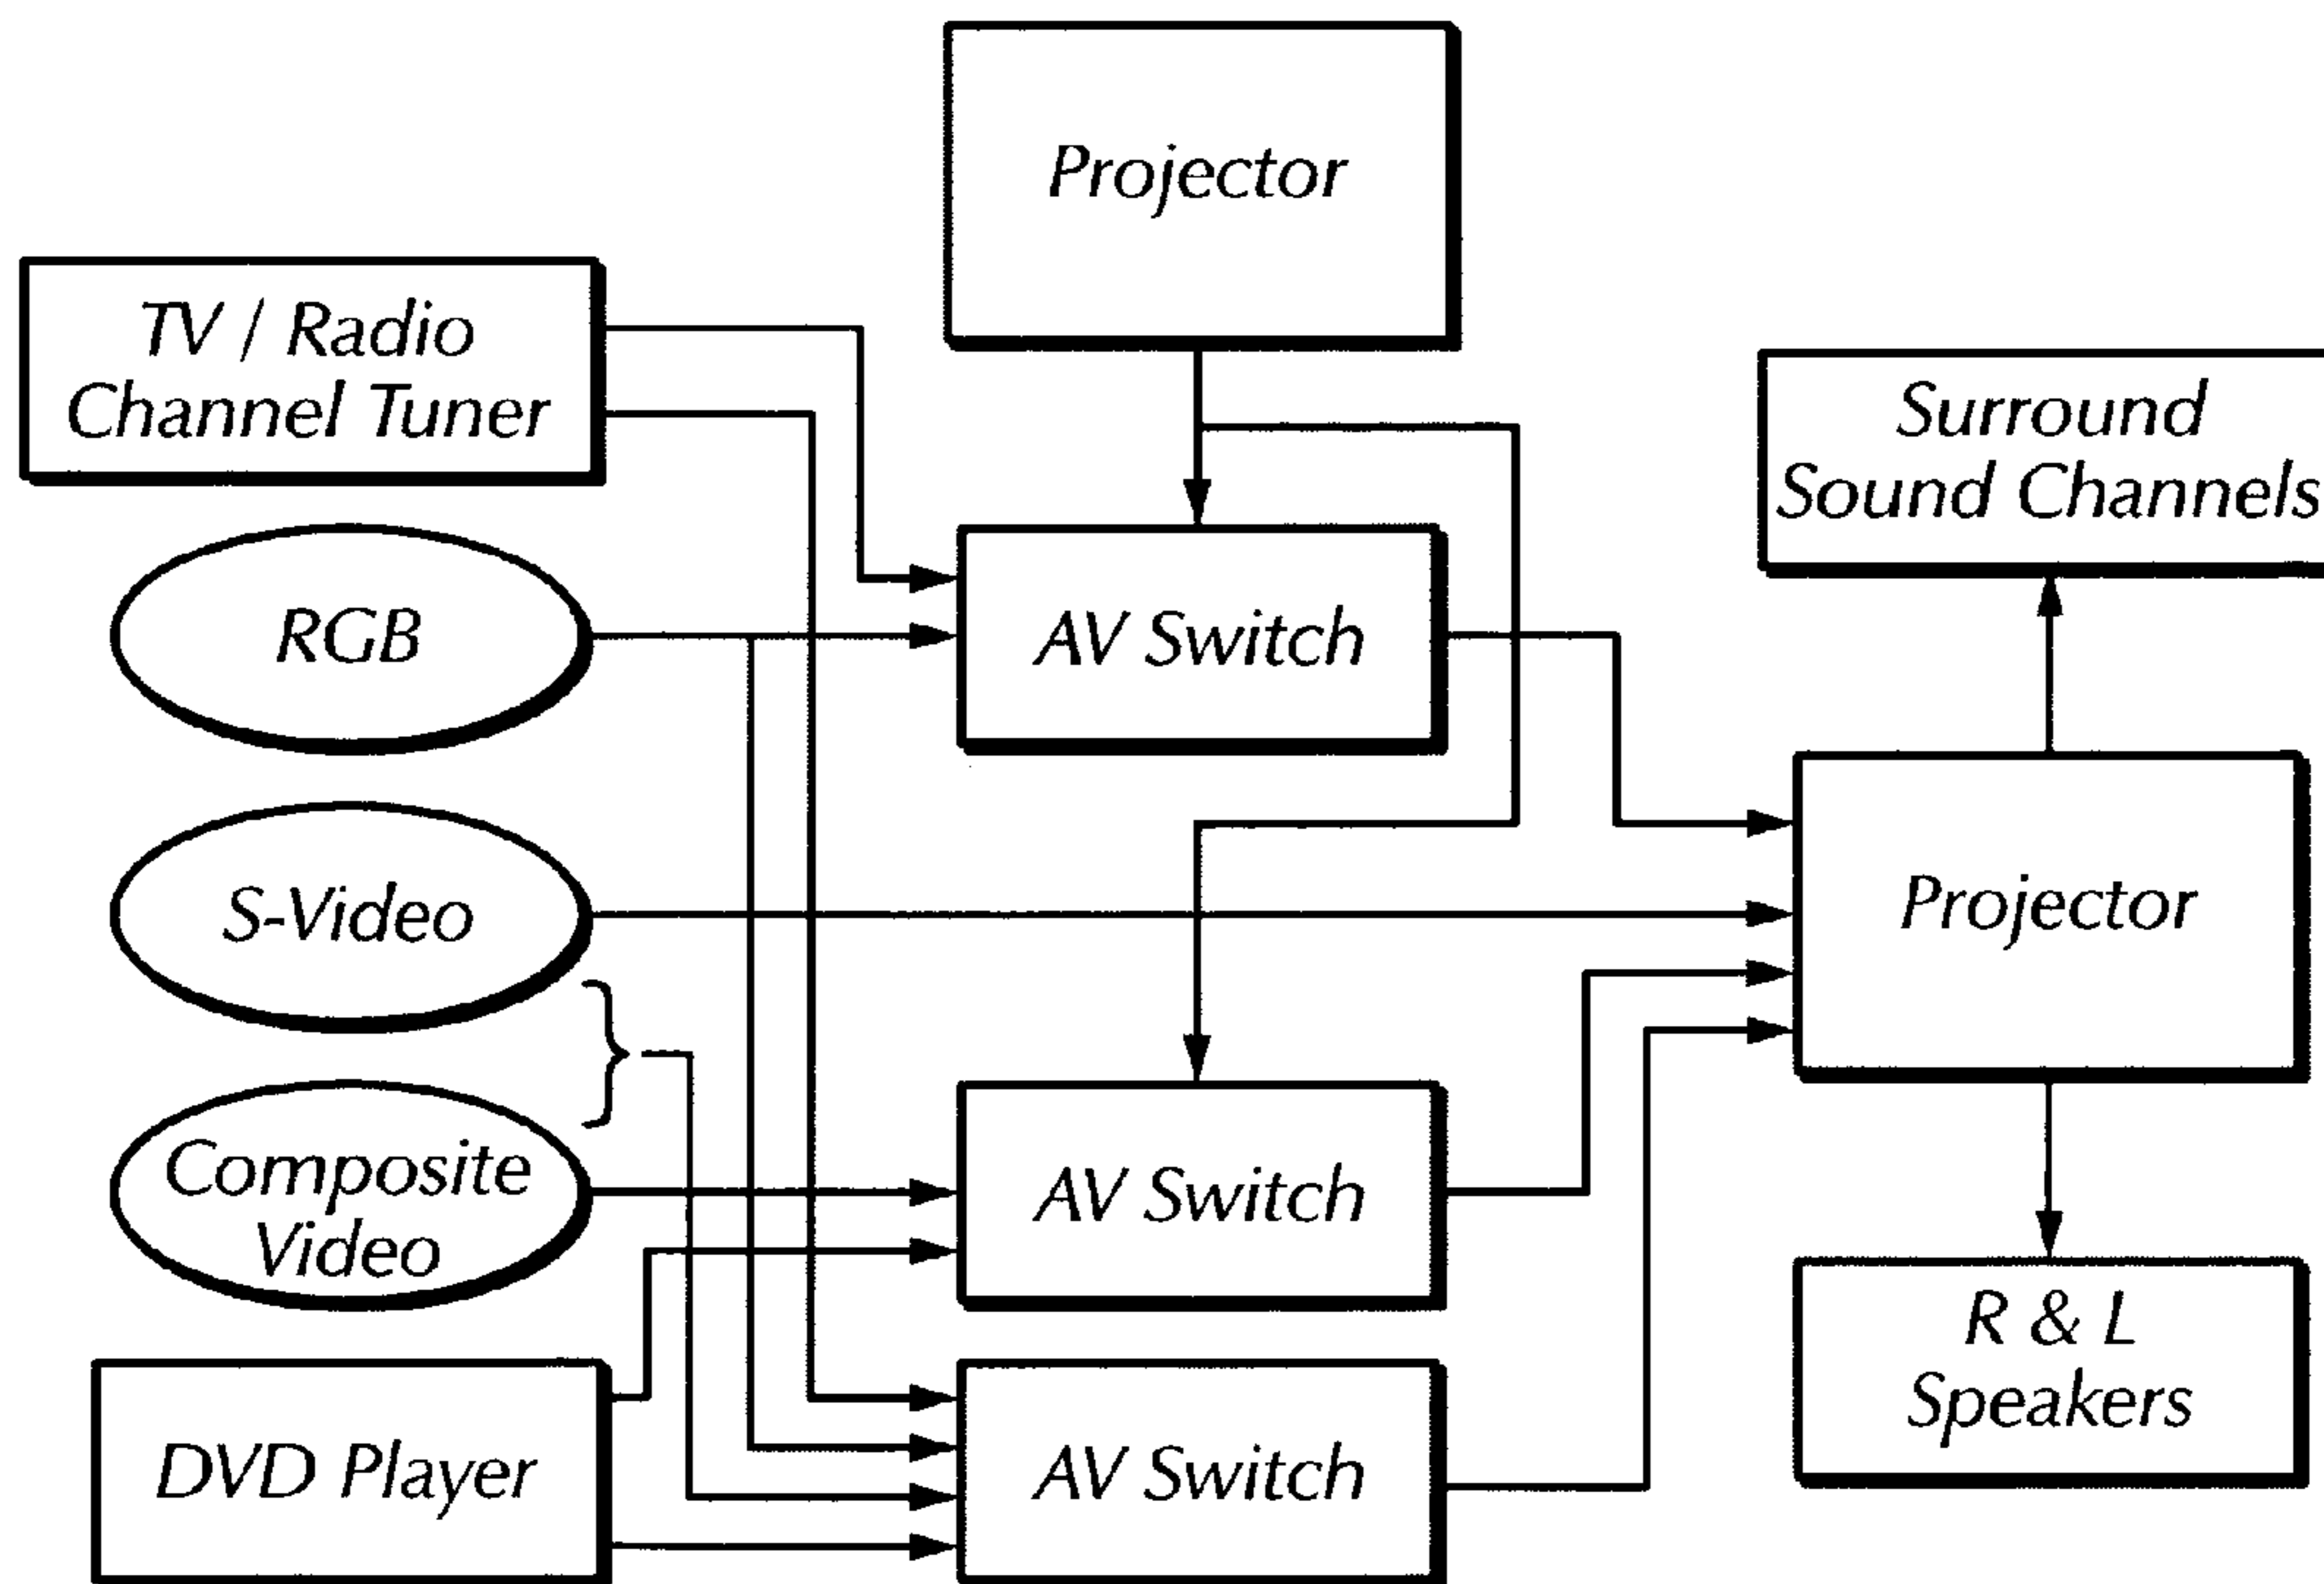 Projector
TV / Radio
Channel Tuner
Surround
Sound Channels
RGB
AV Switch
S-Video
Projector
Composite
Video
AV Switch
R & L
Speakers
DVD Player
AV Switch